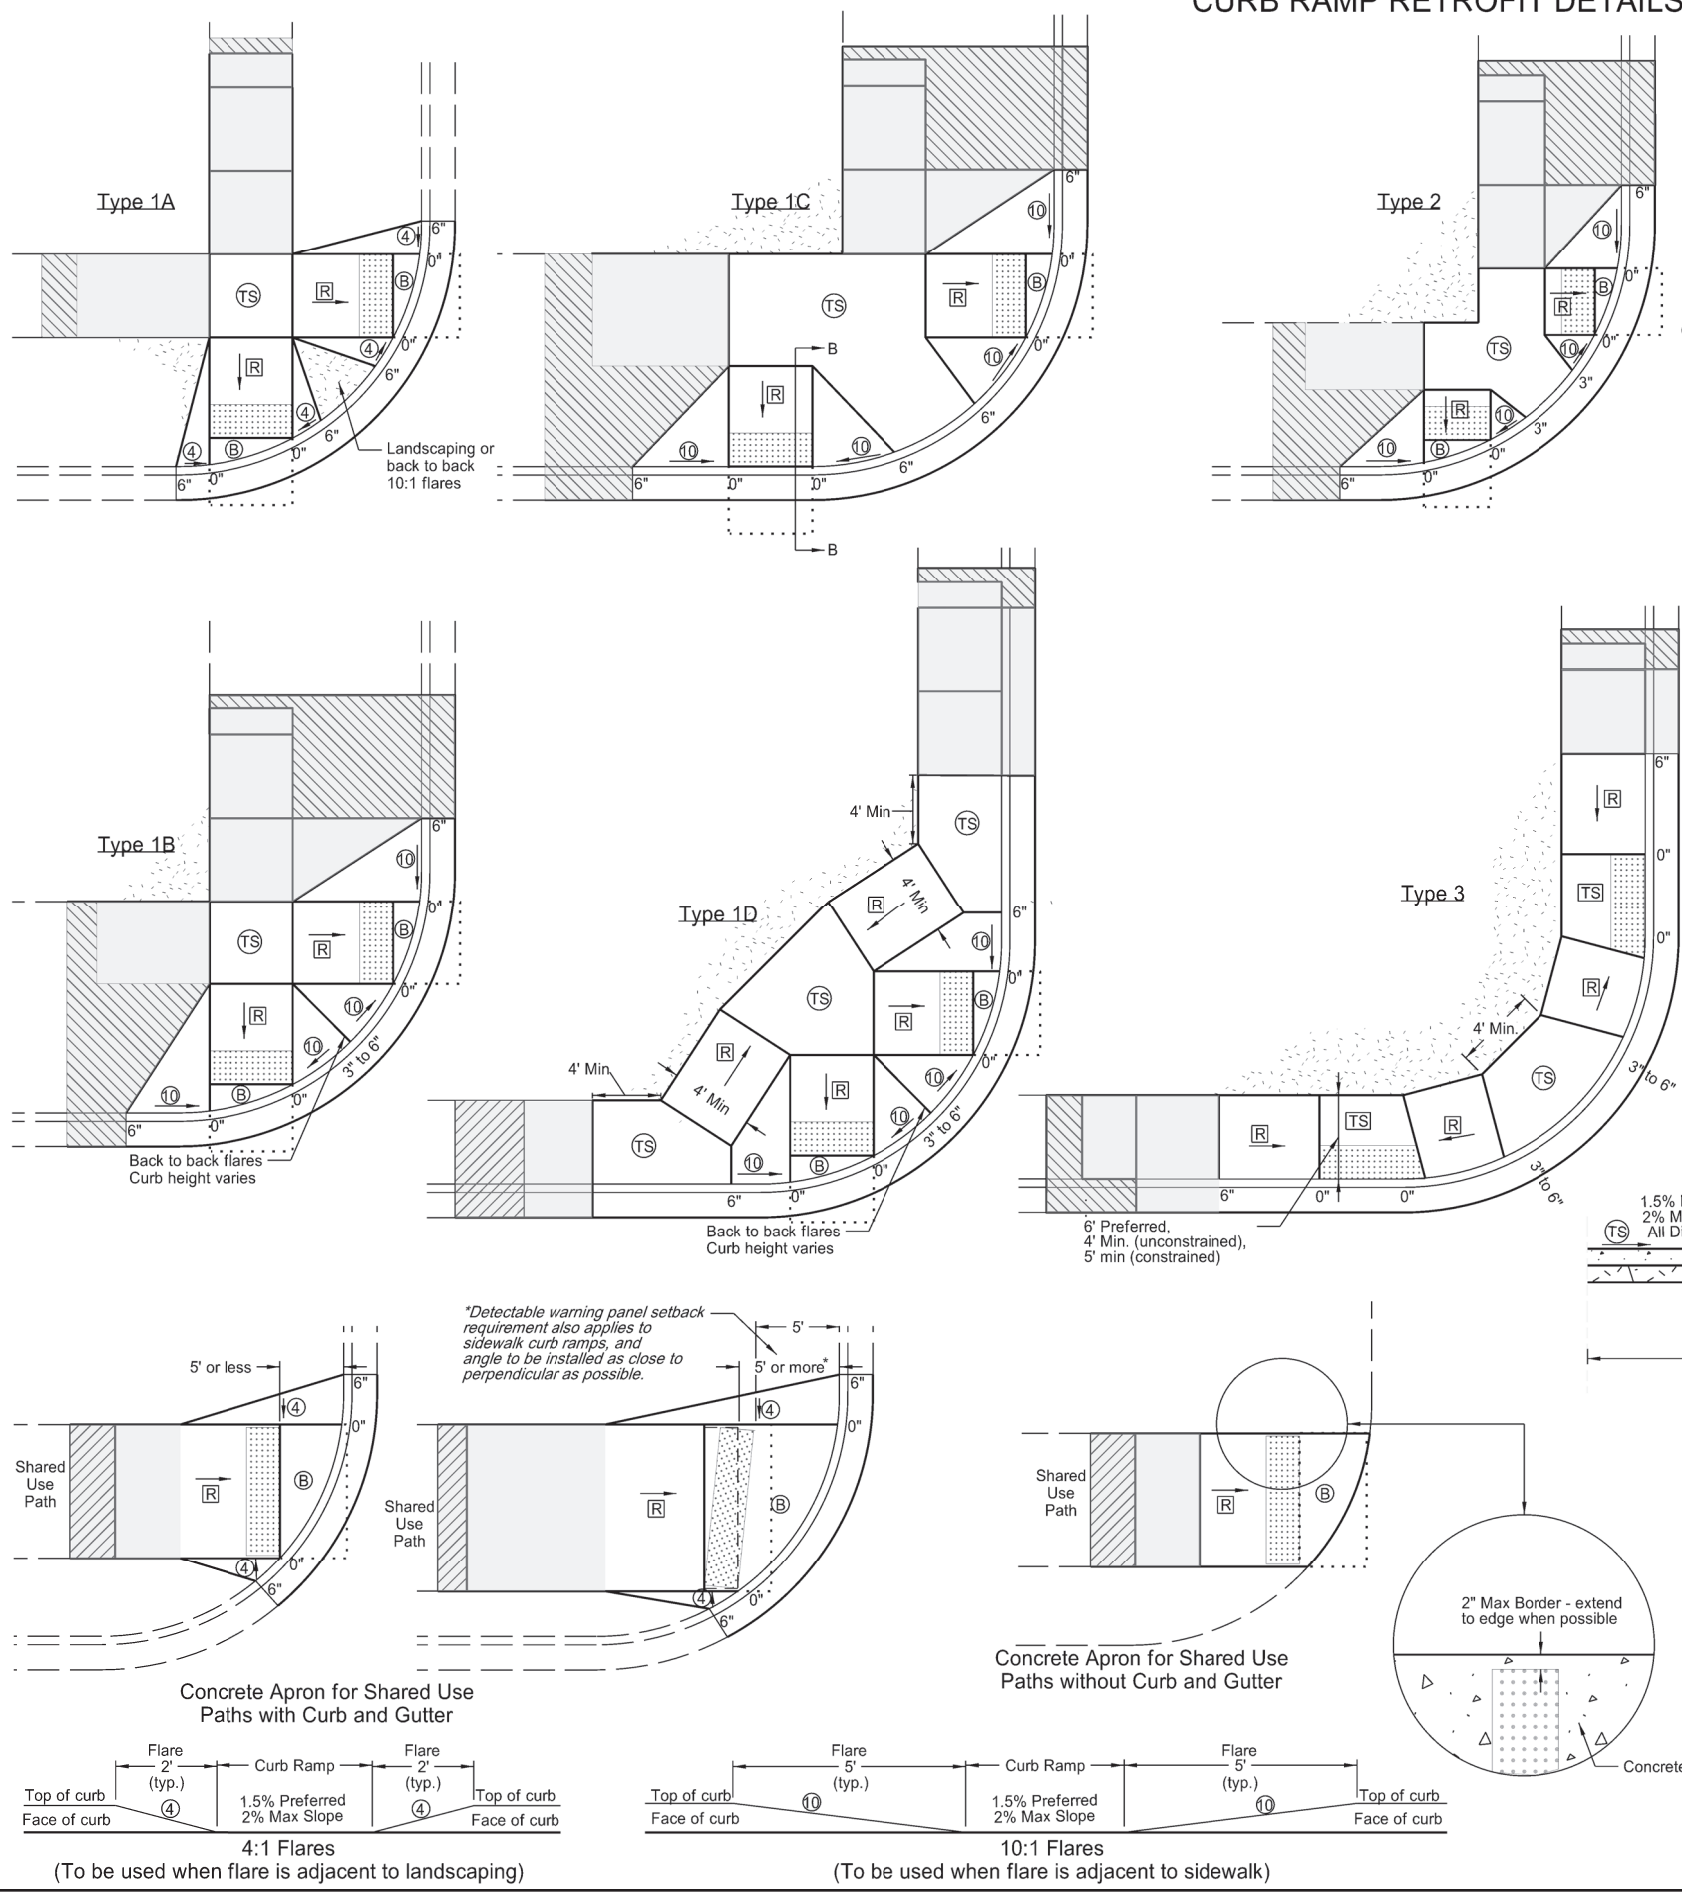 CURB RAMP RETROFIT DETAILS
Type 1A
4
6"
0"
TS
R
B
R
4
0"
6"
4
6"
B
0"
4
6"
0"
Landscaping or
back to back
10:1 flares
Type 1C
6"
10
0"
TS
R
B
B
0"
10
6"
R
10
10
6"
6"
0"
0"
B
Type 2
6"
10
0"
B
R
TS
10
0"
3"
R
10
3"
10
B
0"
6"
0"
Type 1B
6"
10
0"
TS
R
B
R
0"
10
10
3" to 6"
10
B
0"
6"
0"
Back to back flares
Curb height varies
Type 1D
4' Min
TS
R
4' Min
6"
10
0"
TS
R
B
R
4' Min
4' Min
0"
R
10
10
3" to 6"
TS
10
B
0"
6"
0"
Back to back flares
Curb height varies
Type 3
6"
R
0"
TS
0"
R
4' Min.
TS
3" to 6"
R
TS
R
3" to 6"
6"
0"
0"
6' Preferred,
4' Min. (unconstrained),
5' min (constrained)
1.5%
2% M
All D
TS
5' or less
6"
4
0"
Shared
Use
Path
R
B
4
0"
6"
*Detectable warning panel setback
requirement also applies to
sidewalk curb ramps, and
angle to be installed as close to
perpendicular as possible.
5'
5' or more*
6"
4
0"
Shared
Use
Path
R
B
4
0"
6"
Concrete Apron for Shared Use
Paths with Curb and Gutter
Shared
Use
Path
R
B
Concrete Apron for Shared Use
Paths without Curb and Gutter
2" Max Border - extend
to edge when possible
Concrete
Flare
2'
(typ.)
Curb Ramp
Flare
2'
(typ.)
Top of curb
Face of curb
4
1.5% Preferred
2% Max Slope
4
Top of curb
Face of curb
4:1 Flares
(To be used when flare is adjacent to landscaping)
Flare
5'
(typ.)
Curb Ramp
Flare
5'
(typ.)
Top of curb
Face of curb
10
1.5% Preferred
2% Max Slope
10
Top of curb
Face of curb
10:1 Flares
(To be used when flare is adjacent to sidewalk)